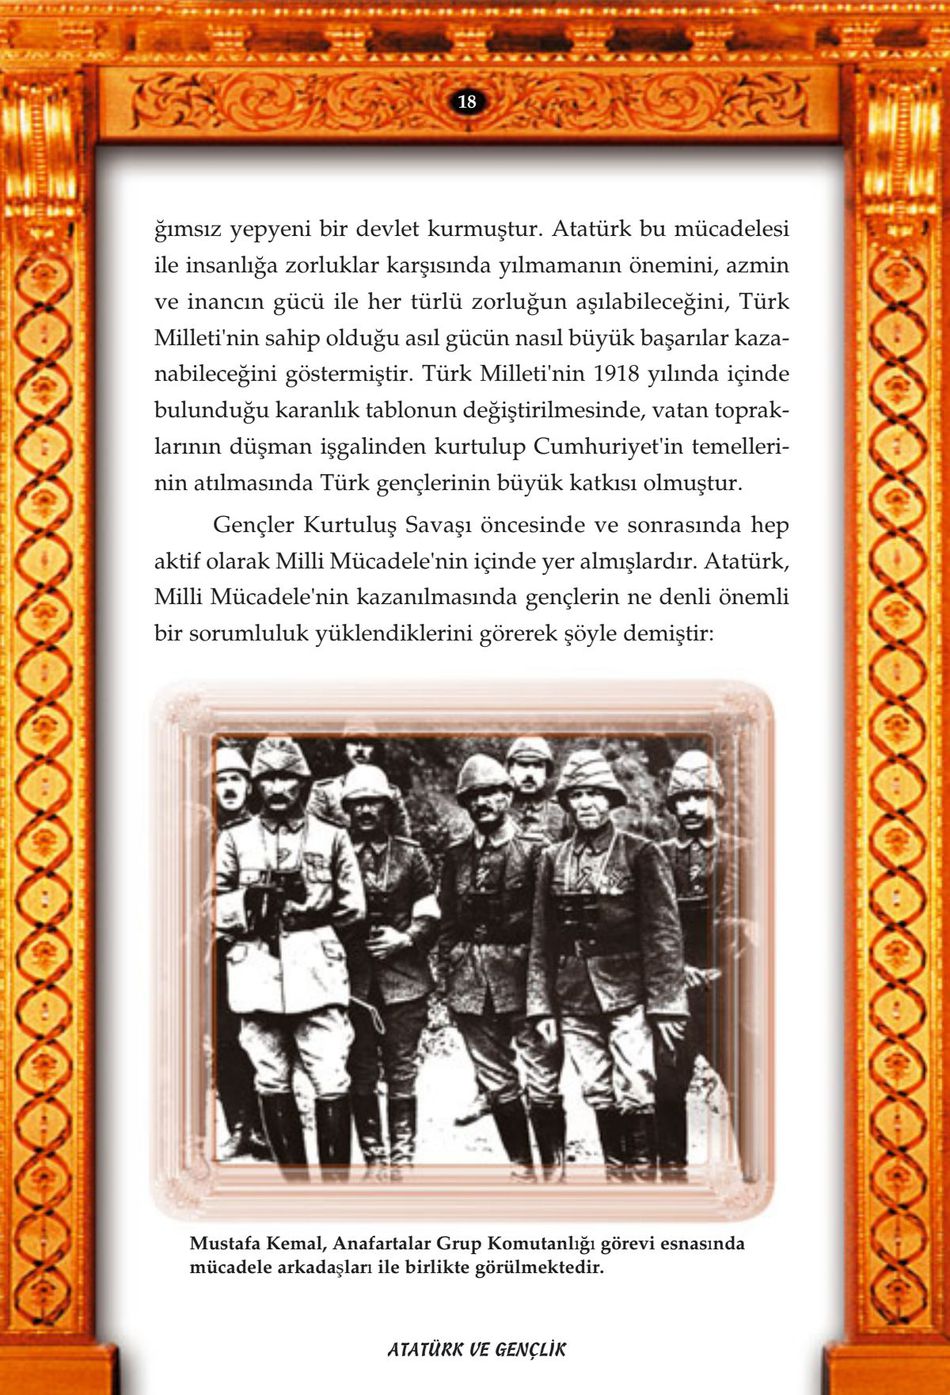 18
ğımsız yepyeni bir devlet kurmuştur. Atatürk bu mücadelesi
ile insanlığa zorluklar karşısında yılmamanın önemini, azmin
ve inancın gücü ile her türlü zorluğun aşılabileceğini, Türk
Milleti'nin sahip olduğu asıl gücün nasıl büyük başarılar kaza-
nabileceğini göstermiştir. Türk Milleti'nin 1918 yılında içinde
bulunduğu karanlık tablonun değiştirilmesinde, vatan toprak-
larının düşman işgalinden kurtulup Cumhuriyet'in temelleri-
nin atılmasında Türk gençlerinin büyük katkısı olmuştur.
Gençler Kurtuluş Savaşı öncesinde ve sonrasında hep
aktif olarak Milli Mücadele'nin içinde yer almışlardır. Atatürk,
Milli Mücadele'nin kazanılmasında gençlerin ne denli önemli
bir sorumluluk yüklendiklerini görerek şöyle demiştir:
Mustafa Kemal, Anafartalar Grup Komutanlığı görevi esnasında
mücadele arkadaşları ile birlikte görülmektedir.
ATATÜRK VE GENÇLİK